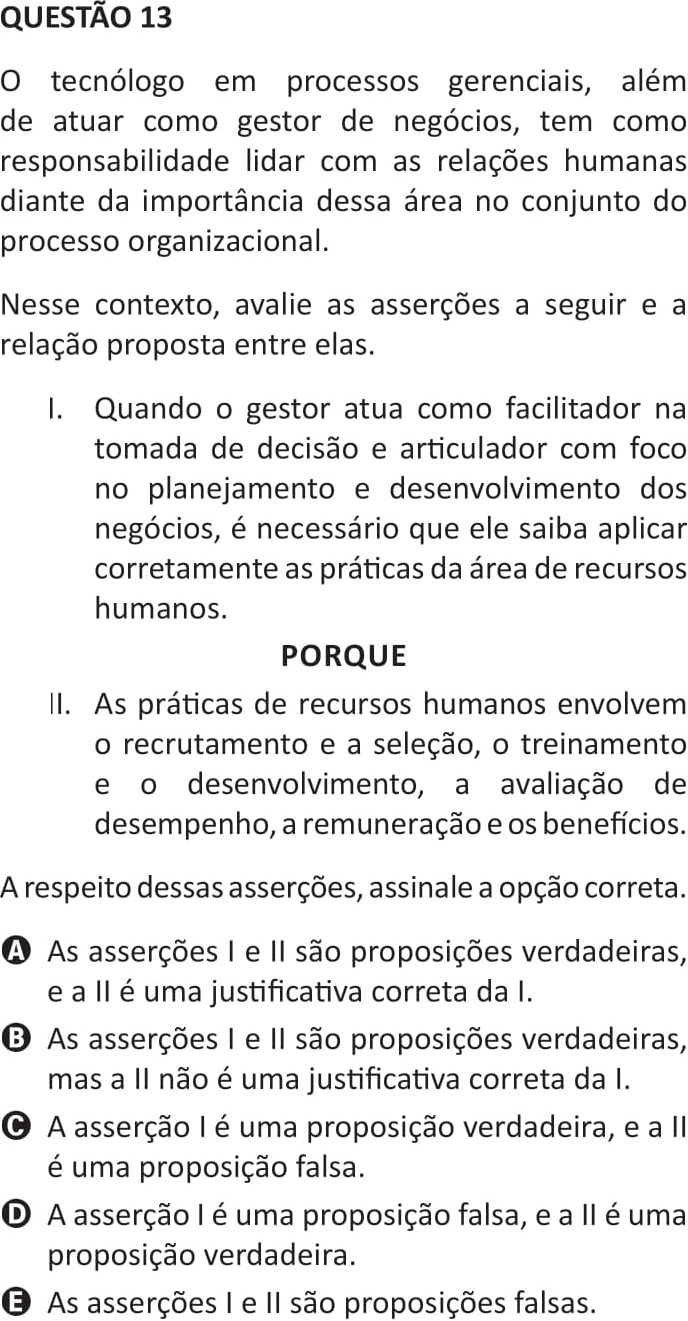 QUESTÃO 13
O tecnólogo em processos gerenciais, além
de atuar como gestor de negócios, tem como
responsabilidade lidar com as relações humanas
diante da importância dessa área no conjunto do
processo organizacional.
Nesse contexto, avalie as asserções a seguir e a
relação proposta entre elas.
I. Quando o gestor atua como facilitador na
tomada de decisão e articulador com foco
no planejamento e desenvolvimento dos
negócios, é necessário que ele saiba aplicar
corretamente as práticas da área de recursos
humanos.
PORQUE
II. As práticas de recursos humanos envolvem
o recrutamento e a seleção, o treinamento
e o desenvolvimento, a avaliação de
desempenho, a remuneração e os benefícios.
A respeito dessas asserções, assinale a opção correta.
A As asserções I e II são proposições verdadeiras,
e a II é uma justificativa correta da I.
B As asserções I e II são proposições verdadeiras,
mas a II não é uma justificativa correta da I.
C A asserção I é uma proposição verdadeira, e a II
é uma proposição falsa.
D A asserção I é uma proposição falsa, e a II é uma
proposição verdadeira.
E As asserções I e II são proposições falsas.